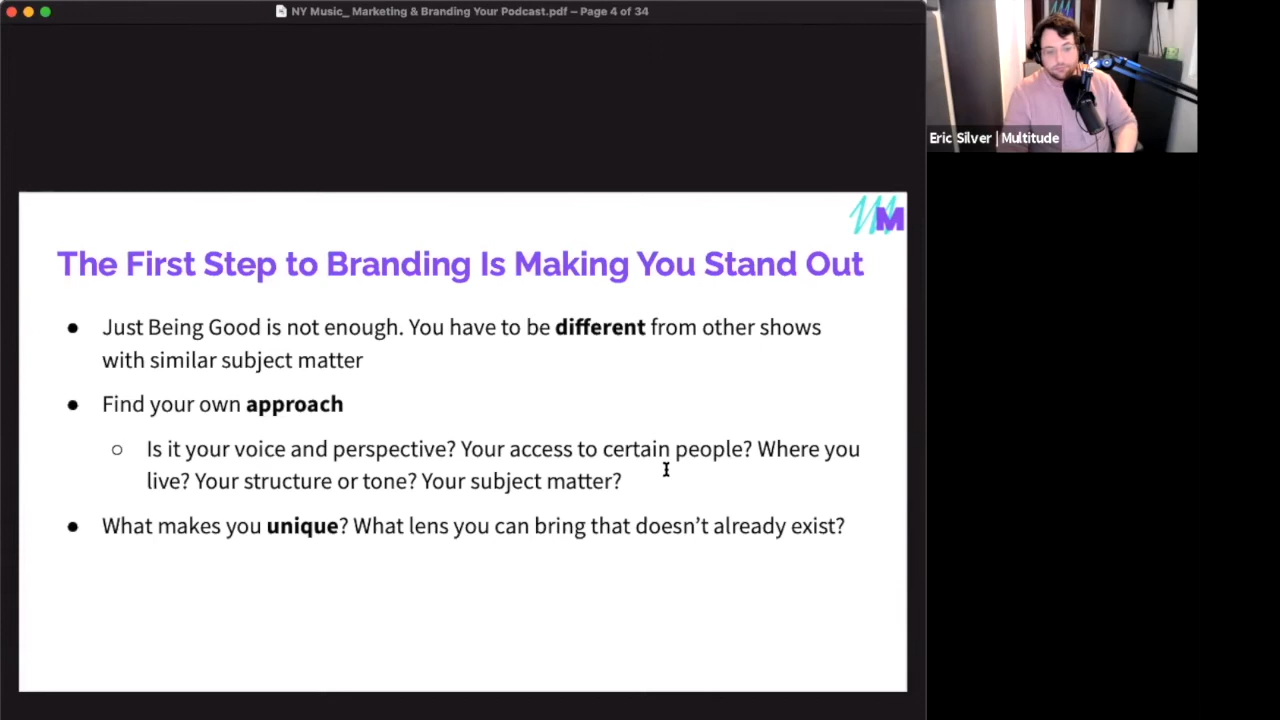 NY Music_ Marketing & Branding Your Podcast.pdf – Page 4 of 34
Eric Silver | Multitude
M
The First Step to Branding Is Making You Stand Out
● Just Being Good is not enough. You have to be different from other shows
with similar subject matter
● Find your own approach
○ Is it your voice and perspective? Your access to certain people? Where you
live? Your structure or tone? Your subject matter?
● What makes you unique? What lens you can bring that doesn’t already exist?